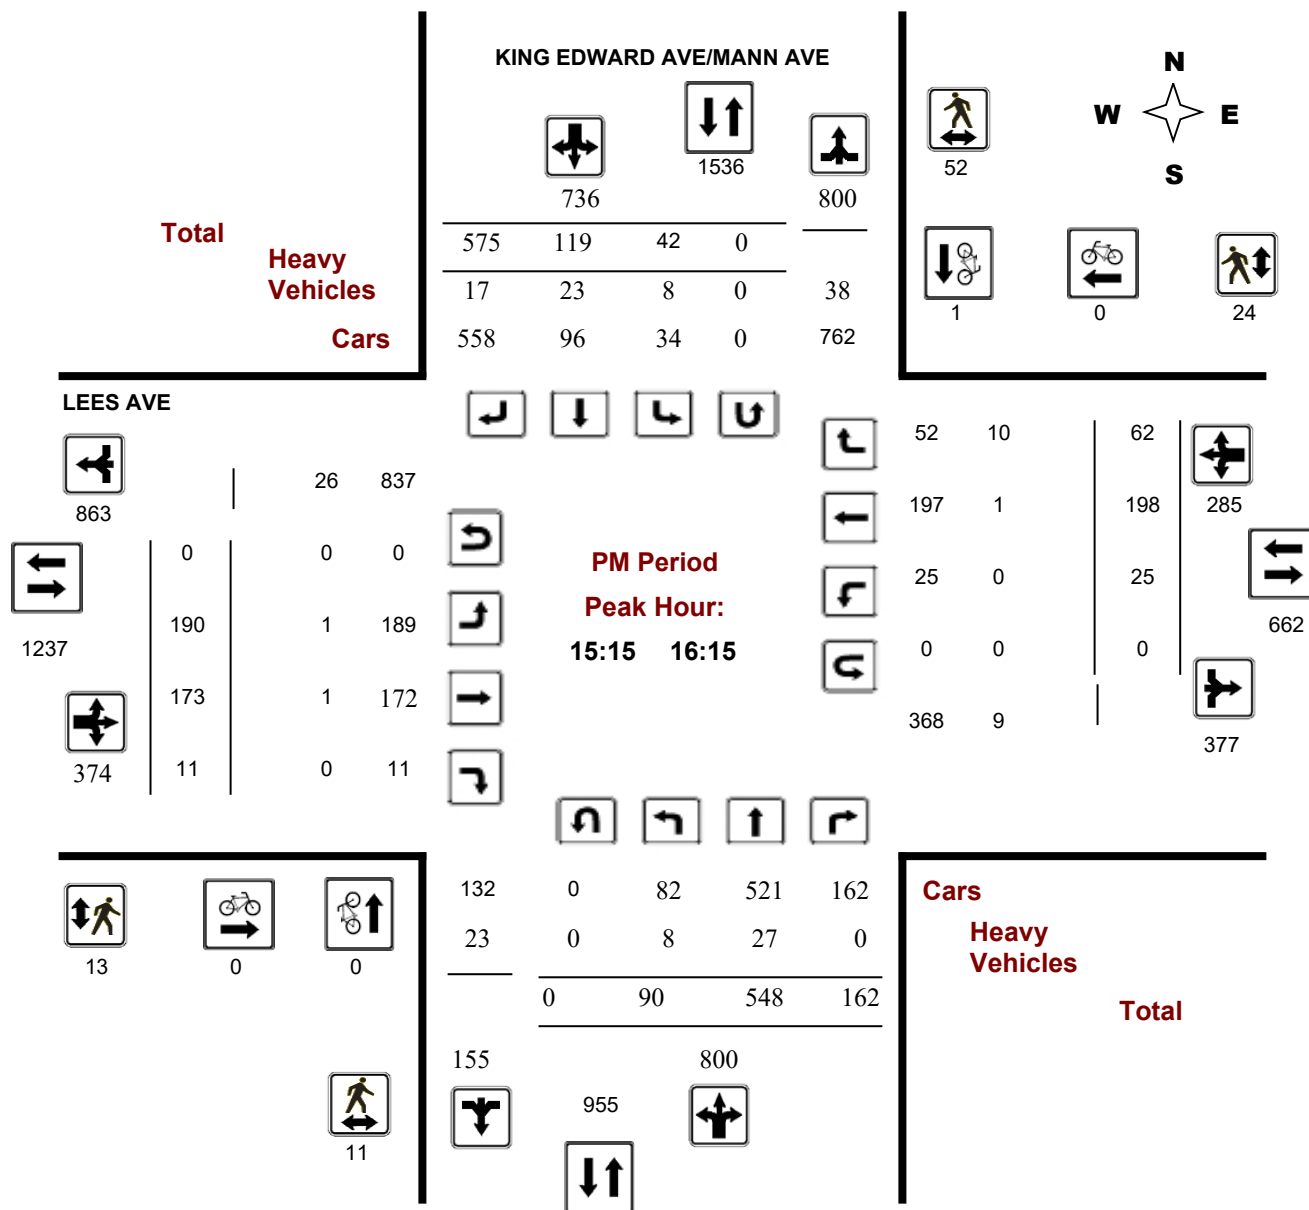 KING EDWARD AVE/MANN AVE
N
W E
S
1536
52
736 800
Total
575 119 42 0
Heavy
Vehicles
17 23 8 0 38
1 0 24
Cars
558 96 34 0 762
LEES AVE
52 10 62
26 837
863
197 1 198 285
0 0 0
PM Period
25 0 25
Peak Hour:
190 1 189
662
1237
15:15 16:15
0 0 0
173 1 172
368 9
377
374 11 0 11
132 0 82 521 162
Cars
23 0 8 27 0
Heavy
Vehicles
13 0 0
0 90 548 162
Total
155 800
955
11